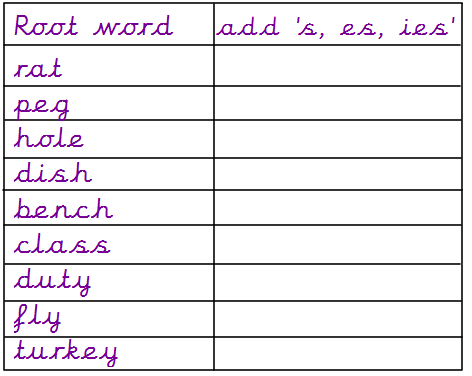 Root word add 's, es, ies'
rat
peg
hole
dish
bench
class
duty
fly
turkey